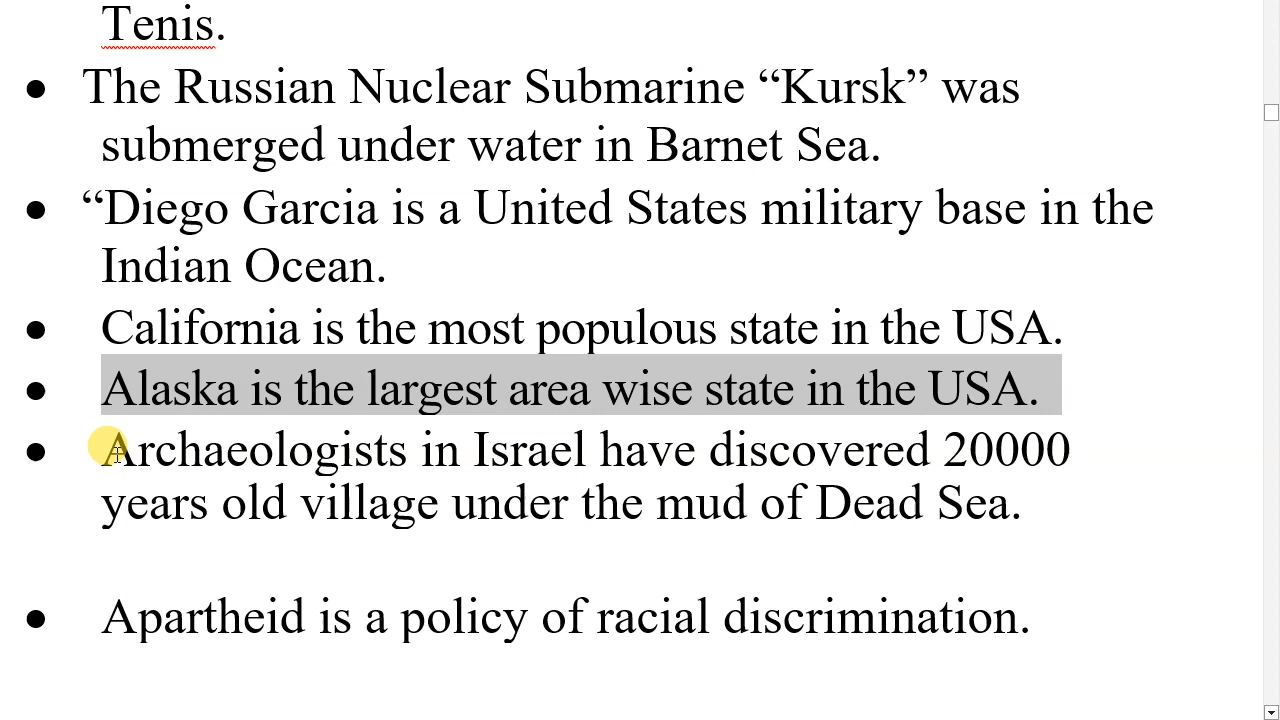 Tenis.
● The Russian Nuclear Submarine “Kursk” was
submerged under water in Barnet Sea.
● “Diego Garcia is a United States military base in the
Indian Ocean.
● California is the most populous state in the USA.
● Alaska is the largest area wise state in the USA.
● Archaeologists in Israel have discovered 20000
years old village under the mud of Dead Sea.
● Apartheid is a policy of racial discrimination.